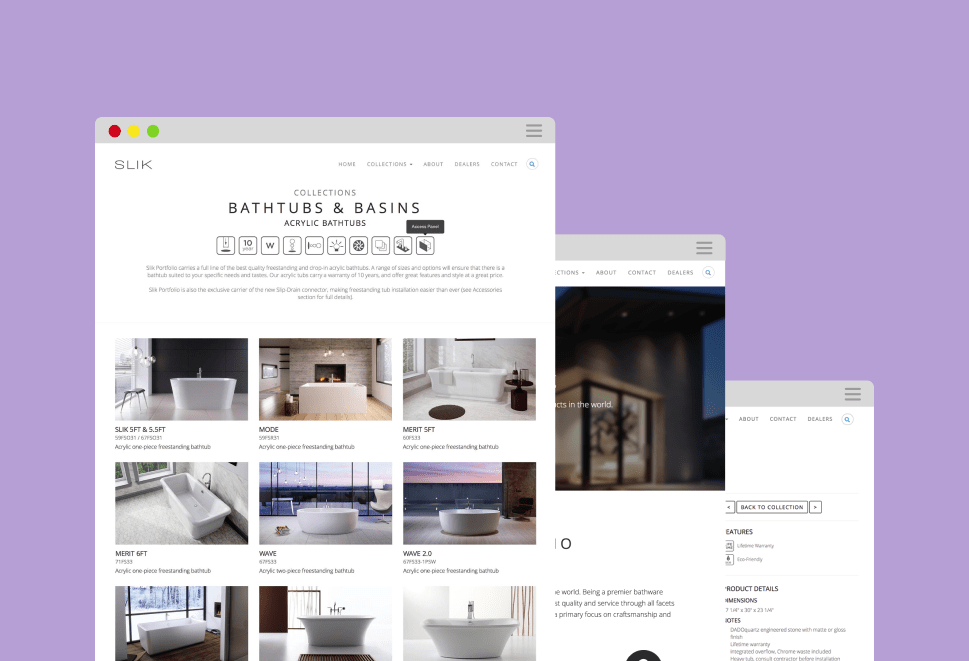 SLIK
HOME COLLECTIONS ABOUT DEALERS CONTACT
COLLECTIONS
BATHTUBS & BASINS
ACRYLIC BATHTUBS
Access Panel
10
year
W
Slik Portfolio carries a full line of the best quality freestanding and drop-in acrylic bathtubs. A range of sizes and options will ensure that there is a
bathtub suited to your specific needs and tastes. Our acrylic tubs carry a warranty of 10 years, and offer great features and style at a great price.
Slik Portfolio is also the exclusive carrier of the new Slip-Drain connector, making freestanding tub installation easier than ever (see Accessories
section for full details).
SLIK 5FT & 5.5FT
59FSO31 / 67FSO31
Acrylic one-piece freestanding bathtub
MODE
59FSR31
Acrylic one-piece freestanding bathtub
MERIT 5FT
60FS33
Acrylic one-piece freestanding bathtub
MERIT 6FT
71FS33
Acrylic one-piece freestanding bathtub
WAVE
67FS33
Acrylic two-piece freestanding bathtub
WAVE 2.0
67FS33-1PSW
Acrylic one-piece freestanding bathtub
CTIONS ABOUT CONTACT DEALERS
cts in the world.
I O
e world. Being a premier bathware
st quality and service through all facets
a primary focus on craftsmanship and
ABOUT CONTACT DEALERS
< BACK TO COLLECTION >
EATURES
Lifetime Warranty
Eco-Friendly
RODUCT DETAILS
IMENSIONS
7 1/4" x 30" x 23 1/4"
OTES
DADOquartz engineered stone with matte or gloss
finish
Lifetime warranty
Integrated overflow, Chrome waste included
Heavy tub, consult contractor before installation